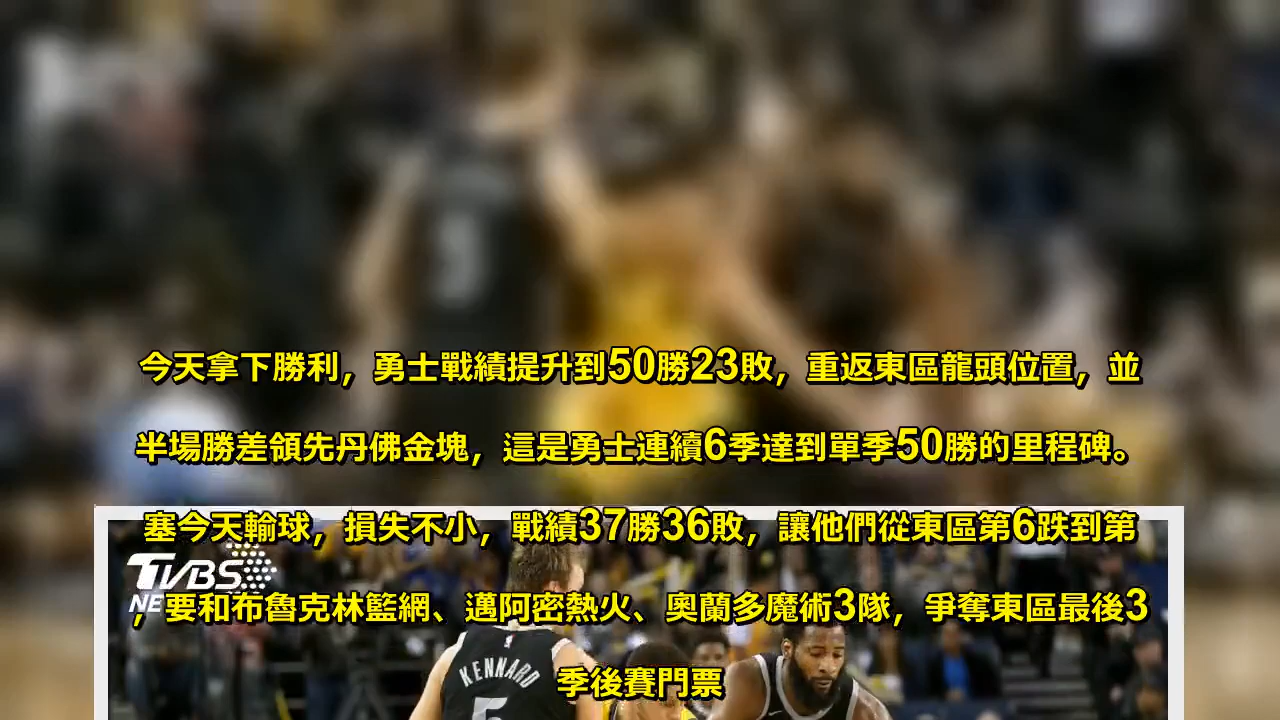 今天拿下勝利，勇士戰績提升到50勝23敗，重返東區龍頭位置，並
半場勝差領先丹佛金塊，這是勇士連續6季達到單季50勝的里程碑。
塞今天輸球，損失不小，戰績37勝36敗，讓他們從東區第6跌到第
，要和布魯克林籃網、邁阿密熱火、奧蘭多魔術3隊，爭奪東區最後3
季後賽門票
TVBS
NE
KENNARD
5